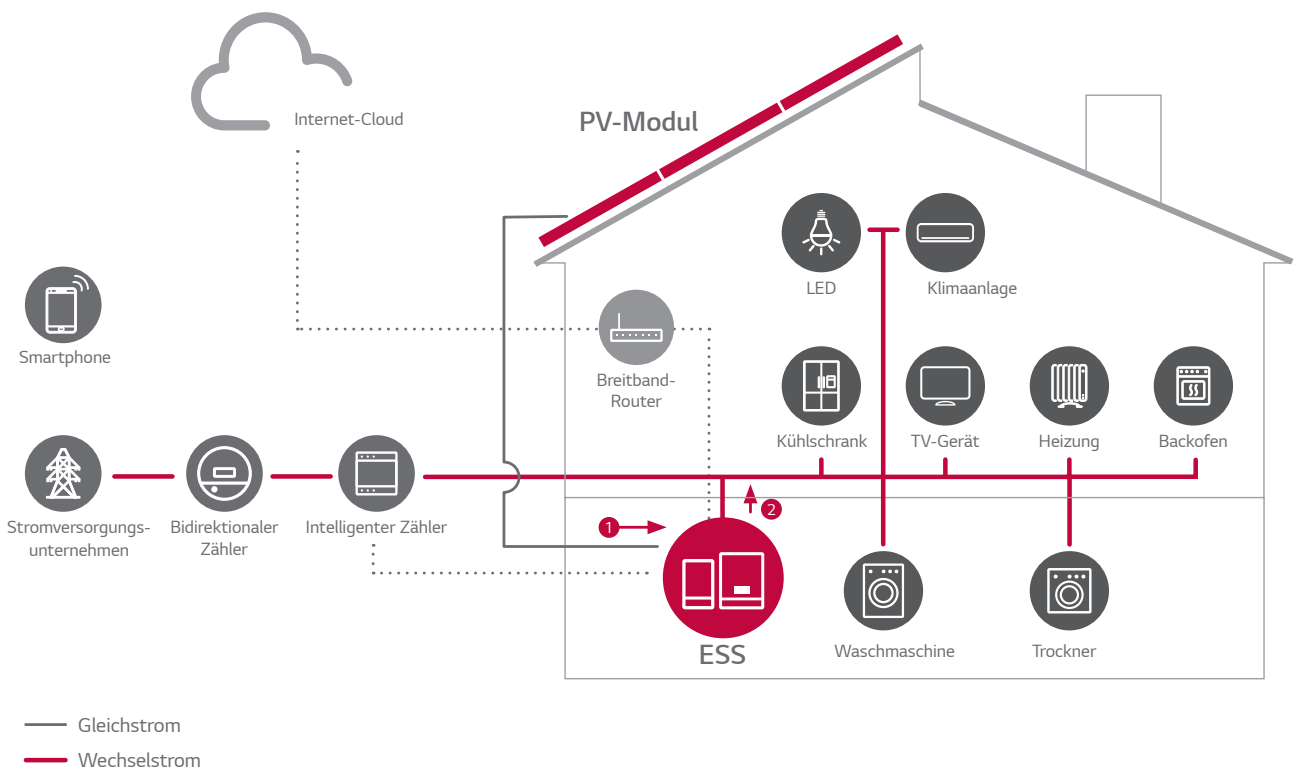 Internet-Cloud
PV-Modul
LED
Klimaanlage
Smartphone
Breitband-
Router
Kühlschrank
TV-Gerät
Heizung
Backofen
Stromversorgungs-
unternehmen
Bidirektionaler
Zähler
Intelligenter Zähler
1
2
ESS
Waschmaschine
Trockner
Gleichstrom
Wechselstrom